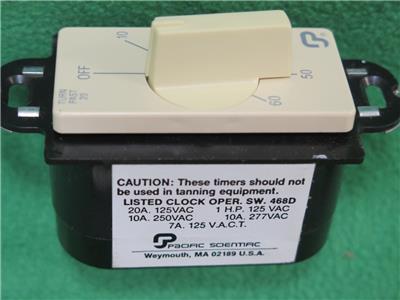 10
OFF
TURN
PAST
20
50
60
CAUTION: These timers should not
be used in tanning equipment.
LISTED CLOCK OPER. SW. 468D
20A. 125VAC 1 H.P. 125 VAC
10A. 250VAC 10A. 277VAC
7A. 125 V.A.C.T.
PACIFIC SCIENTIFIC
Weymouth, MA 02189 U.S.A.